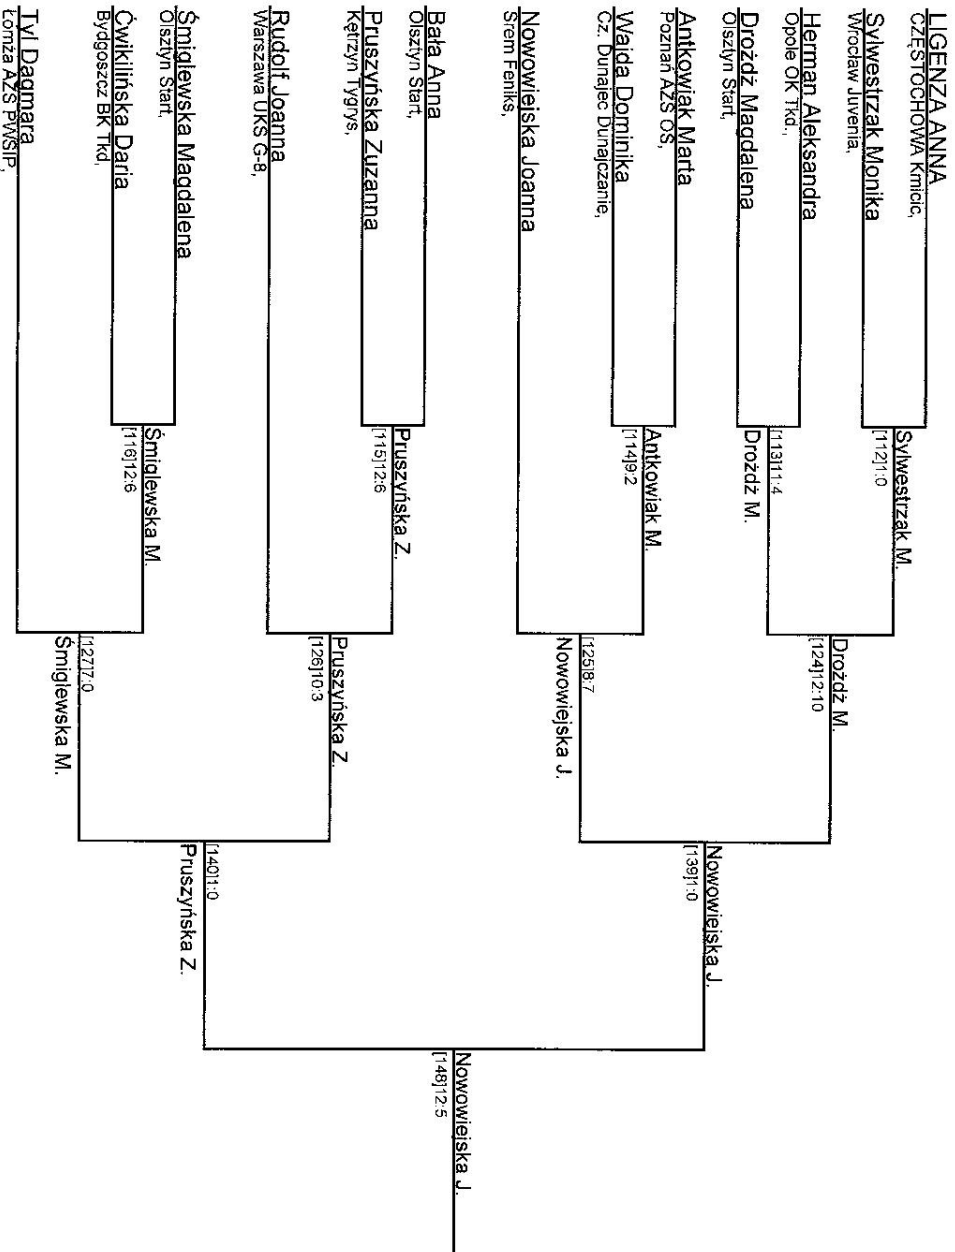 LIGENZA ANNA
CZĘSTOCHOWA Kmicic,
Sylwestrzak Monika
Wrocław Juvenia,
Herman Aleksandra
Opole OK Tkd.,
Drożdż Magdalena
Olsztyn Start,
Antkowiak Marta
Poznań AZS OŚ,
Wajda Dominika
Cz. Dunajec Dunajczanie,
Nowowiejska Joanna
Śrem Feniks,
Bała Anna
Olsztyn Start,
Pruszyńska Zuzanna
Kętrzyn Tygrys,
Rudolf Joanna
Warszawa UKS G-8,
Śmiglewska Magdalena
Olsztyn Start,
Ćwikilińska Daria
Bydgoszcz BK Tkd,
Tyl Dagmara
Łomża AZS PWSIP,
Sylwestrzak M.
[112]1:0
[113]11:4
Drożdż M.
Antkowiak M.
[114]9:2
Pruszyńska Z.
[115]12:6
Śmiglewska M.
[116]12:6
Drożdż M.
[124]12:10
[125]8:7
Nowowiejska J.
Pruszyńska Z.
[126]10:3
[127]7:0
Śmiglewska M.
Nowowiejska J.
[139]1:0
[140]1:0
Pruszyńska Z.
Nowowiejska J.
[148]12:5